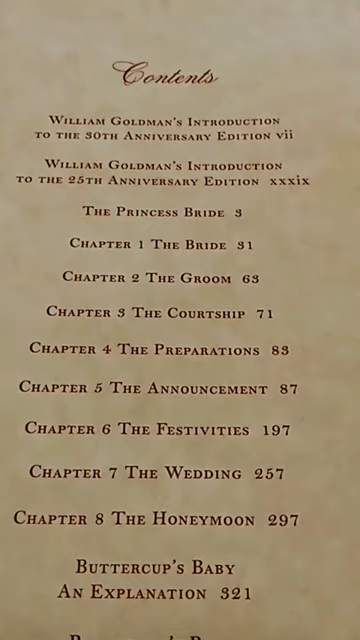 Contents
William Goldman's Introduction
to the 30th Anniversary Edition vii
William Goldman's Introduction
to the 25th Anniversary Edition xxxix
The Princess Bride 3
Chapter 1 The Bride 31
Chapter 2 The Groom 63
Chapter 3 The Courtship 71
Chapter 4 The Preparations 83
Chapter 5 The Announcement 87
Chapter 6 The Festivities 197
Chapter 7 The Wedding 257
Chapter 8 The Honeymoon 297
Buttercup's Baby
An Explanation 321